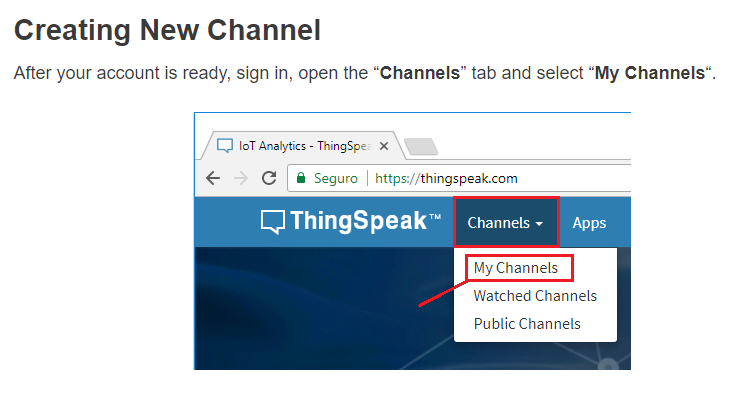 Creating New Channel
After your account is ready, sign in, open the “Channels” tab and select “My Channels“.
IoT Analytics - ThingSpea
Seguro | https://thingspeak.com
ThingSpeak™ Channels Apps
My Channels
Watched Channels
Public Channels